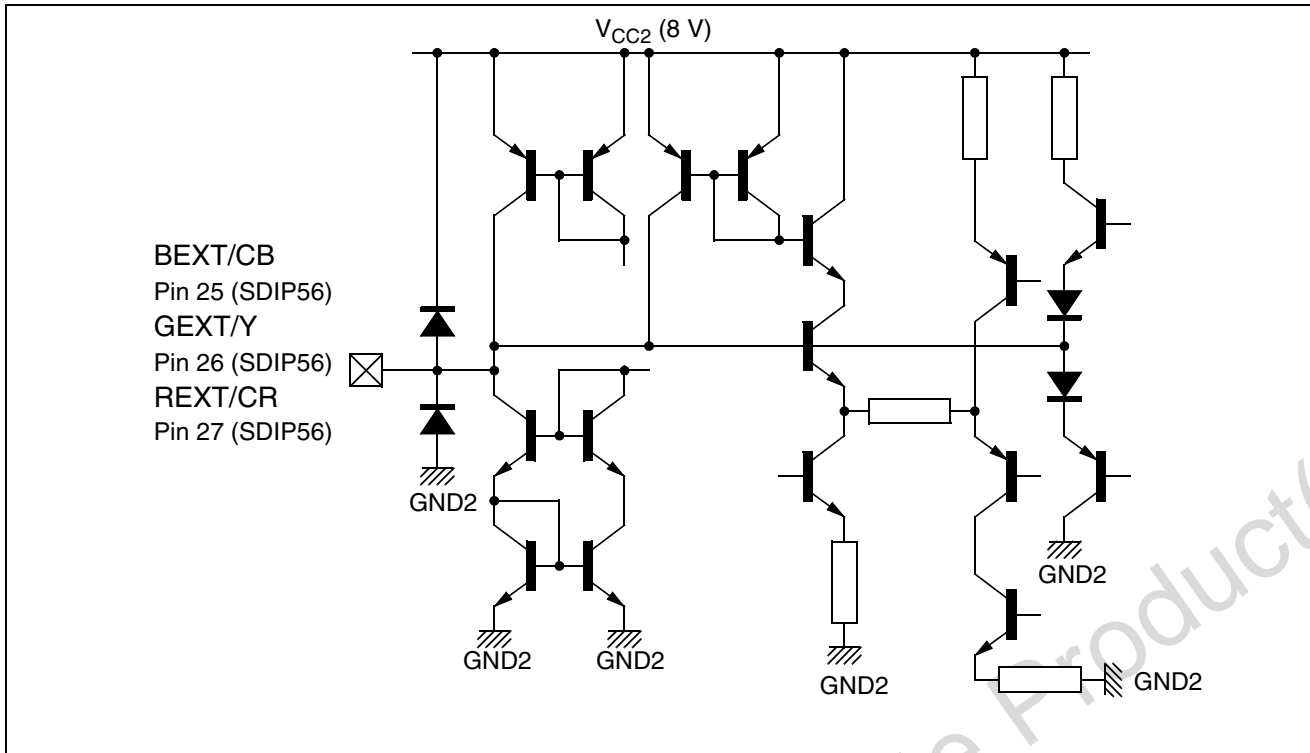 VCC2 (8 V)
BEXT/CB
Pin 25 (SDIP56)
GEXT/Y
Pin 26 (SDIP56)
REXT/CR
Pin 27 (SDIP56)
GND2
GND2
GND2
GND2
GND2
GND2
Product(